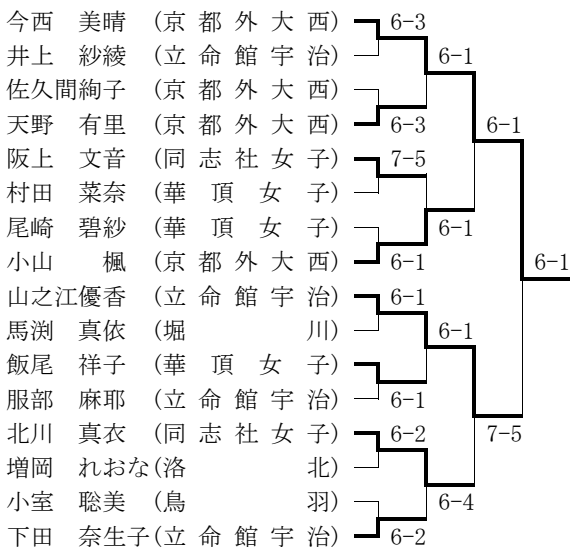 今西 美晴 (京都外大西) 6-3
井上 紗綾 (立命館宇治) 6-1
佐久間絢子 (京都外大西)
天野 有里 (京都外大西) 6-3 6-1
阪上 文音 (同志社女子) 7-5
村田 菜奈 (華頂女子)
尾崎 碧紗 (華頂女子) 6-1
小山 楓 (京都外大西) 6-1 6-1
山之江優香 (立命館宇治) 6-1
馬渕 真依 (堀川) 6-1
飯尾 祥子 (華頂女子)
服部 麻耶 (立命館宇治) 6-1
北川 真衣 (同志社女子) 6-2 7-5
増岡 れおな(洛北)
小室 聡美 (鳥羽) 6-4
下田 奈生子(立命館宇治) 6-2